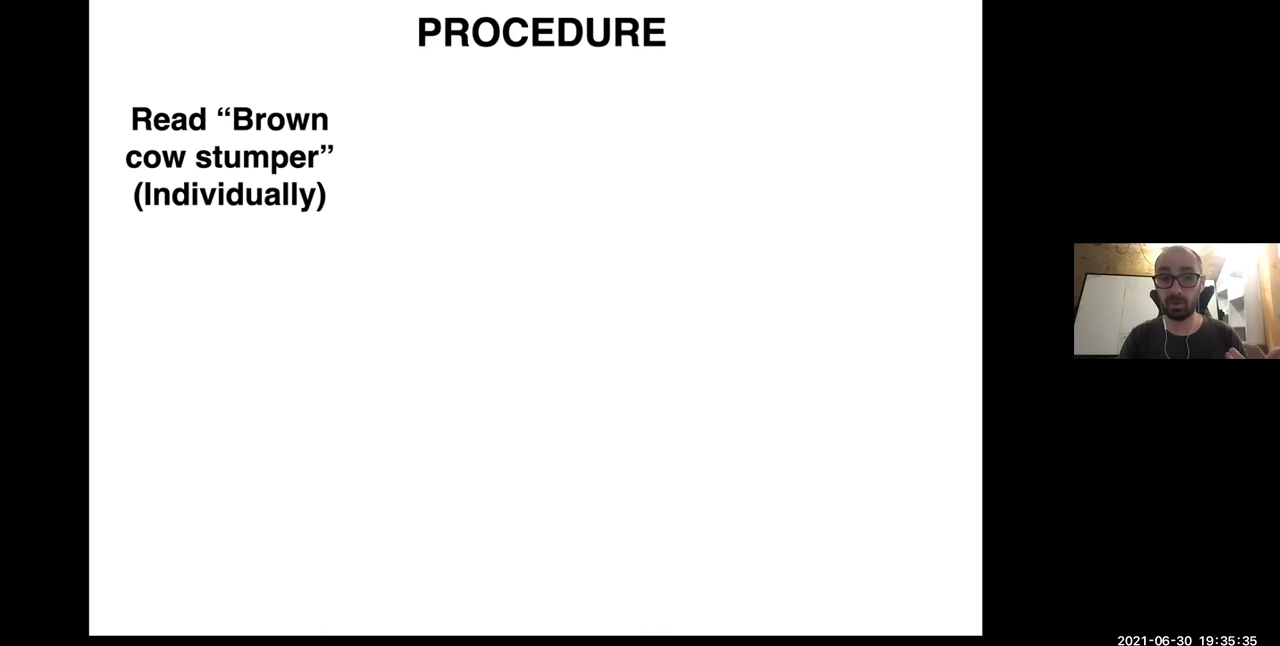 PROCEDURE
Read “Brown
cow stumper”
(Individually)
2021-06-30 19:35:35